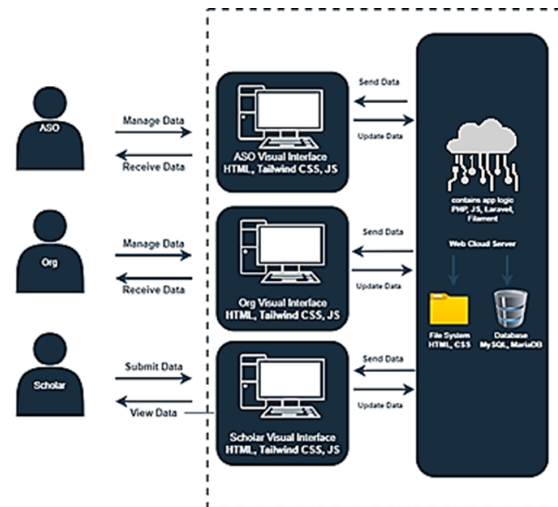 ASO
Manage Data
Receive Data
ASO Visual Interface
HTML, Tailwind CSS, JS
Send Data
Update Data
Org
Manage Data
Receive Data
Org Visual Interface
HTML, Tailwind CSS, JS
Send Data
Update Data
Scholar
Submit Data
View Data
Scholar Visual Interface
HTML, Tailwind CSS, JS
Send Data
Update Data
contains app logic
PHP, JS, Laravel,
Filament
Web Cloud Server
File System
HTML, CSS
Database
MySQL, MariaDB